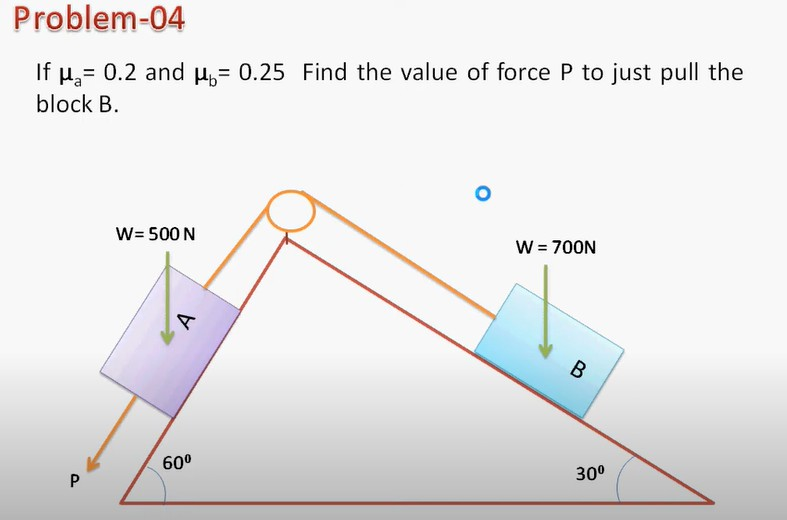 Problem-04
If μa= 0.2 and μb= 0.25 Find the value of force P to just pull the
block B.
W= 500 N
W = 700N
A
B
60⁰
30⁰
P